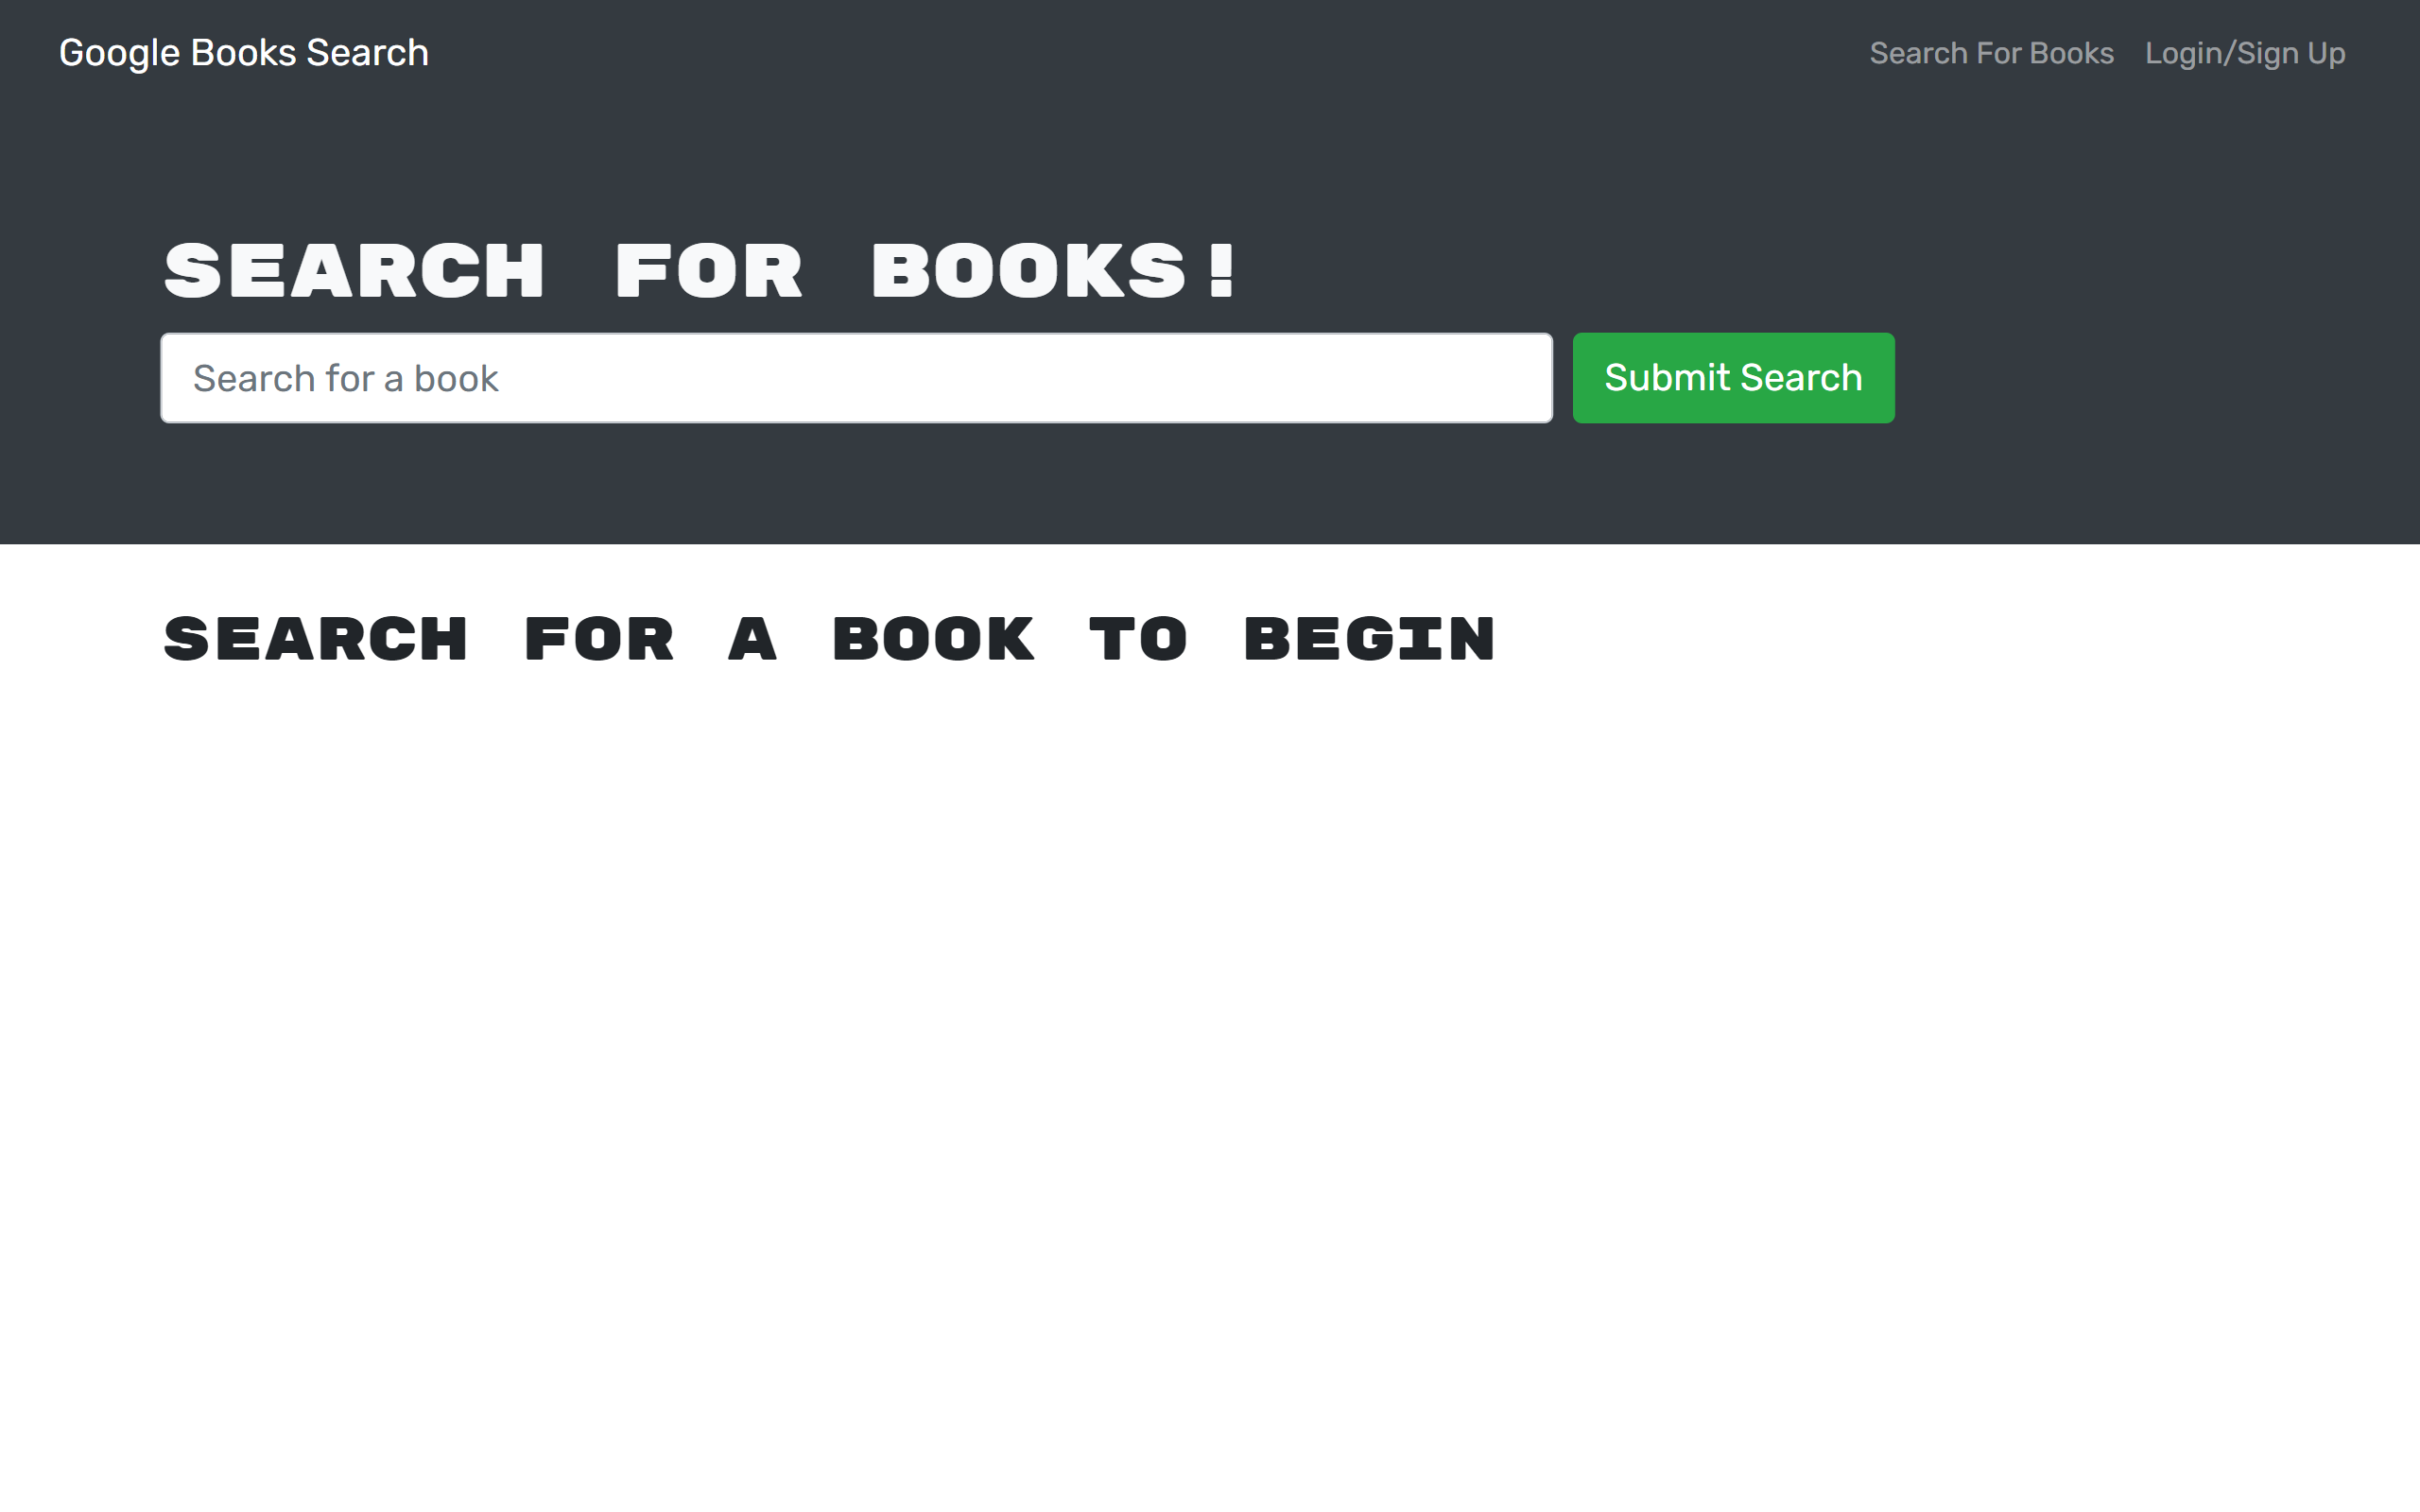 Google Books Search
Search For Books
Login/Sign Up
SEARCH FOR BOOKS!
Search for a book
Submit Search
SEARCH FOR A BOOK TO BEGIN